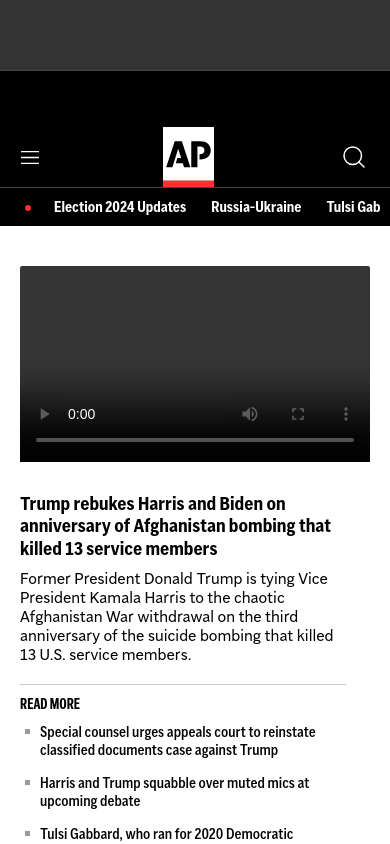 AP
Election 2024 Updates Russia-Ukraine Tulsi Gab
0:00
Trump rebukes Harris and Biden on
anniversary of Afghanistan bombing that
killed 13 service members
Former President Donald Trump is tying Vice
President Kamala Harris to the chaotic
Afghanistan War withdrawal on the third
anniversary of the suicide bombing that killed
13 U.S. service members.
READ MORE
Special counsel urges appeals court to reinstate
classified documents case against Trump
Harris and Trump squabble over muted mics at
upcoming debate
Tulsi Gabbard, who ran for 2020 Democratic